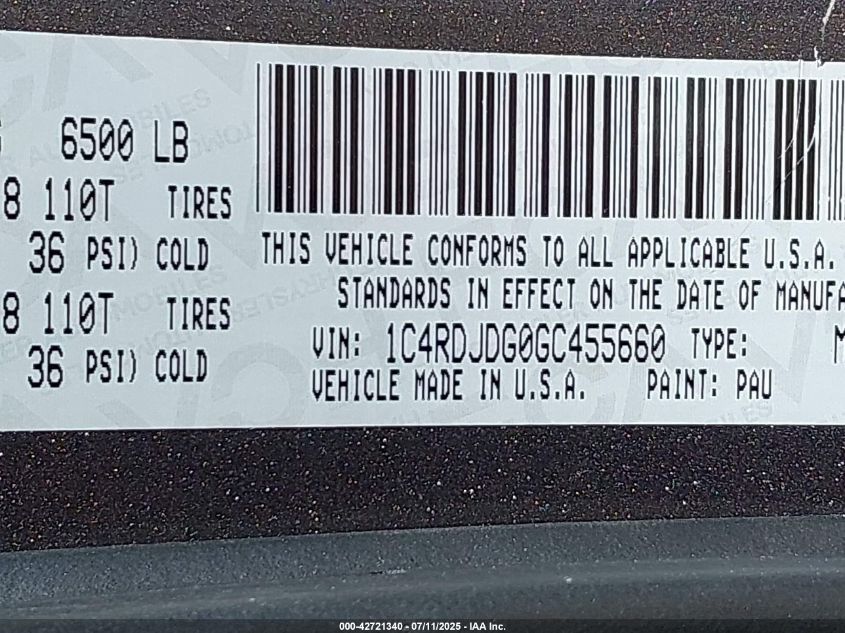 6500 LB
8 110T TIRES
36 PSI) COLD
8 110T TIRES
36 PSI) COLD
THIS VEHICLE CONFORMS TO ALL APPLICABLE U.S.A.
STANDARDS IN EFFECT ON THE DATE OF MANUFA
VIN: 1C4RDJDG0GC455660 TYPE: M
VEHICLE MADE IN U.S.A. PAINT: PAU
000-42721340 - 07/11/2025 - IAA Inc.